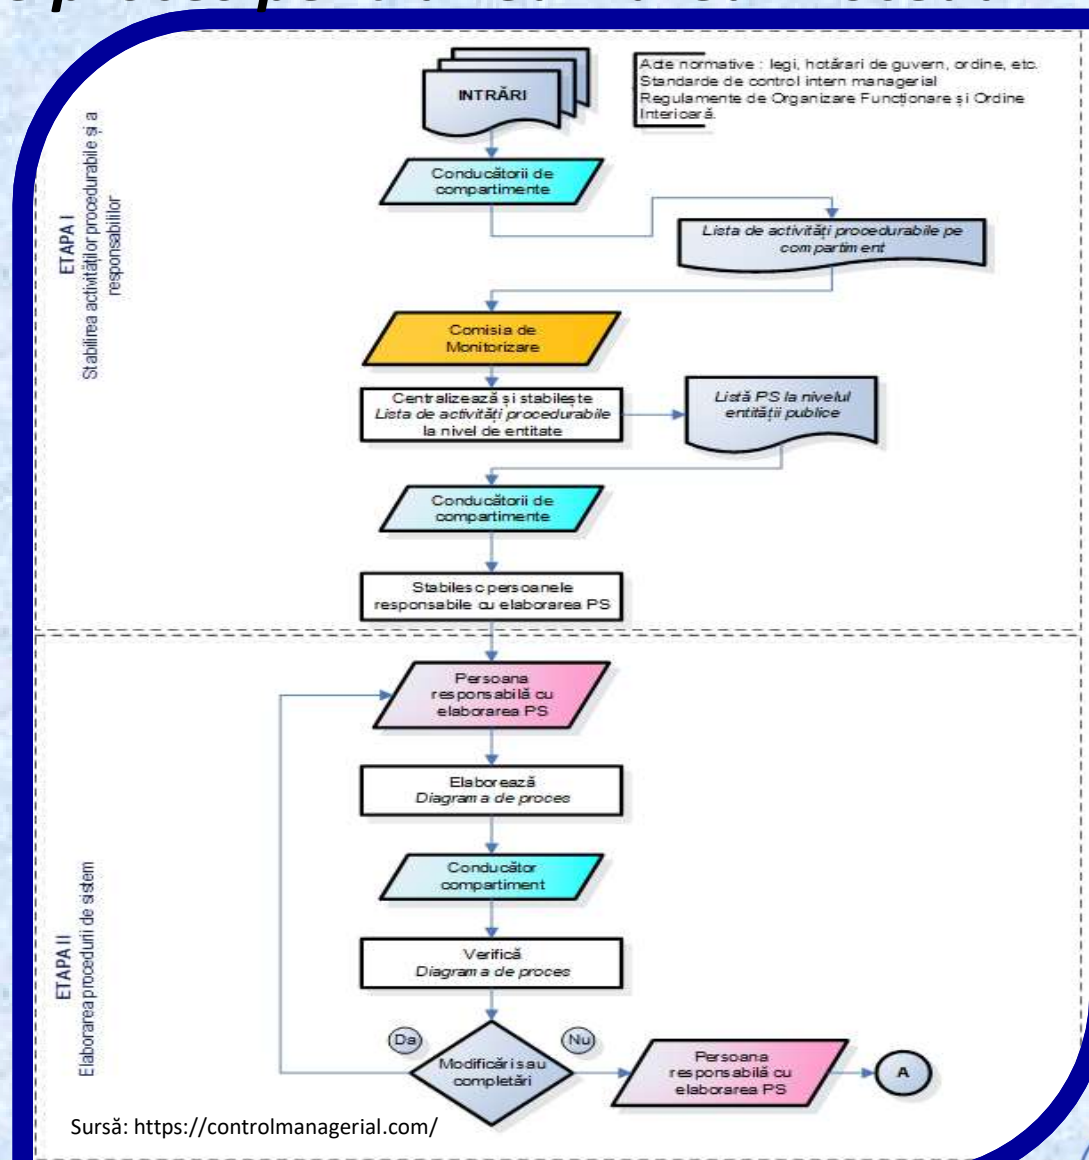 INTRĂRI
Acte normative : legi, hotărari de guvern, ordine, etc.
Standarde de control intern managerial
Regulamente de Organizare Funcționare și Ordine
Interioară.
ETAPA I
Stabilirea activităților procedurabile și a
responsabililor
Conducătorii de
compartimente
Lista de activități procedurabile pe
compartiment
Comisia de
Monitorizare
Centralizează și stabilește
Lista de activități procedurabile
la nivel de entitate
Listă PS la nivelul
entității publice
Conducătorii de
compartimente
Stabilesc persoanele
responsabile cu elaborarea PS
ETAPA II
Elaborarea procedurii de sistem
Persoana
responsabilă cu
elaborarea PS
Elaborează
Diagrama de proces
Conducător
compartiment
Verifică
Diagrama de proces
Da
Nu
Modificări sau
completări
Persoana
responsabilă cu
elaborarea PS
A
Sursă: https://controlmanagerial.com/